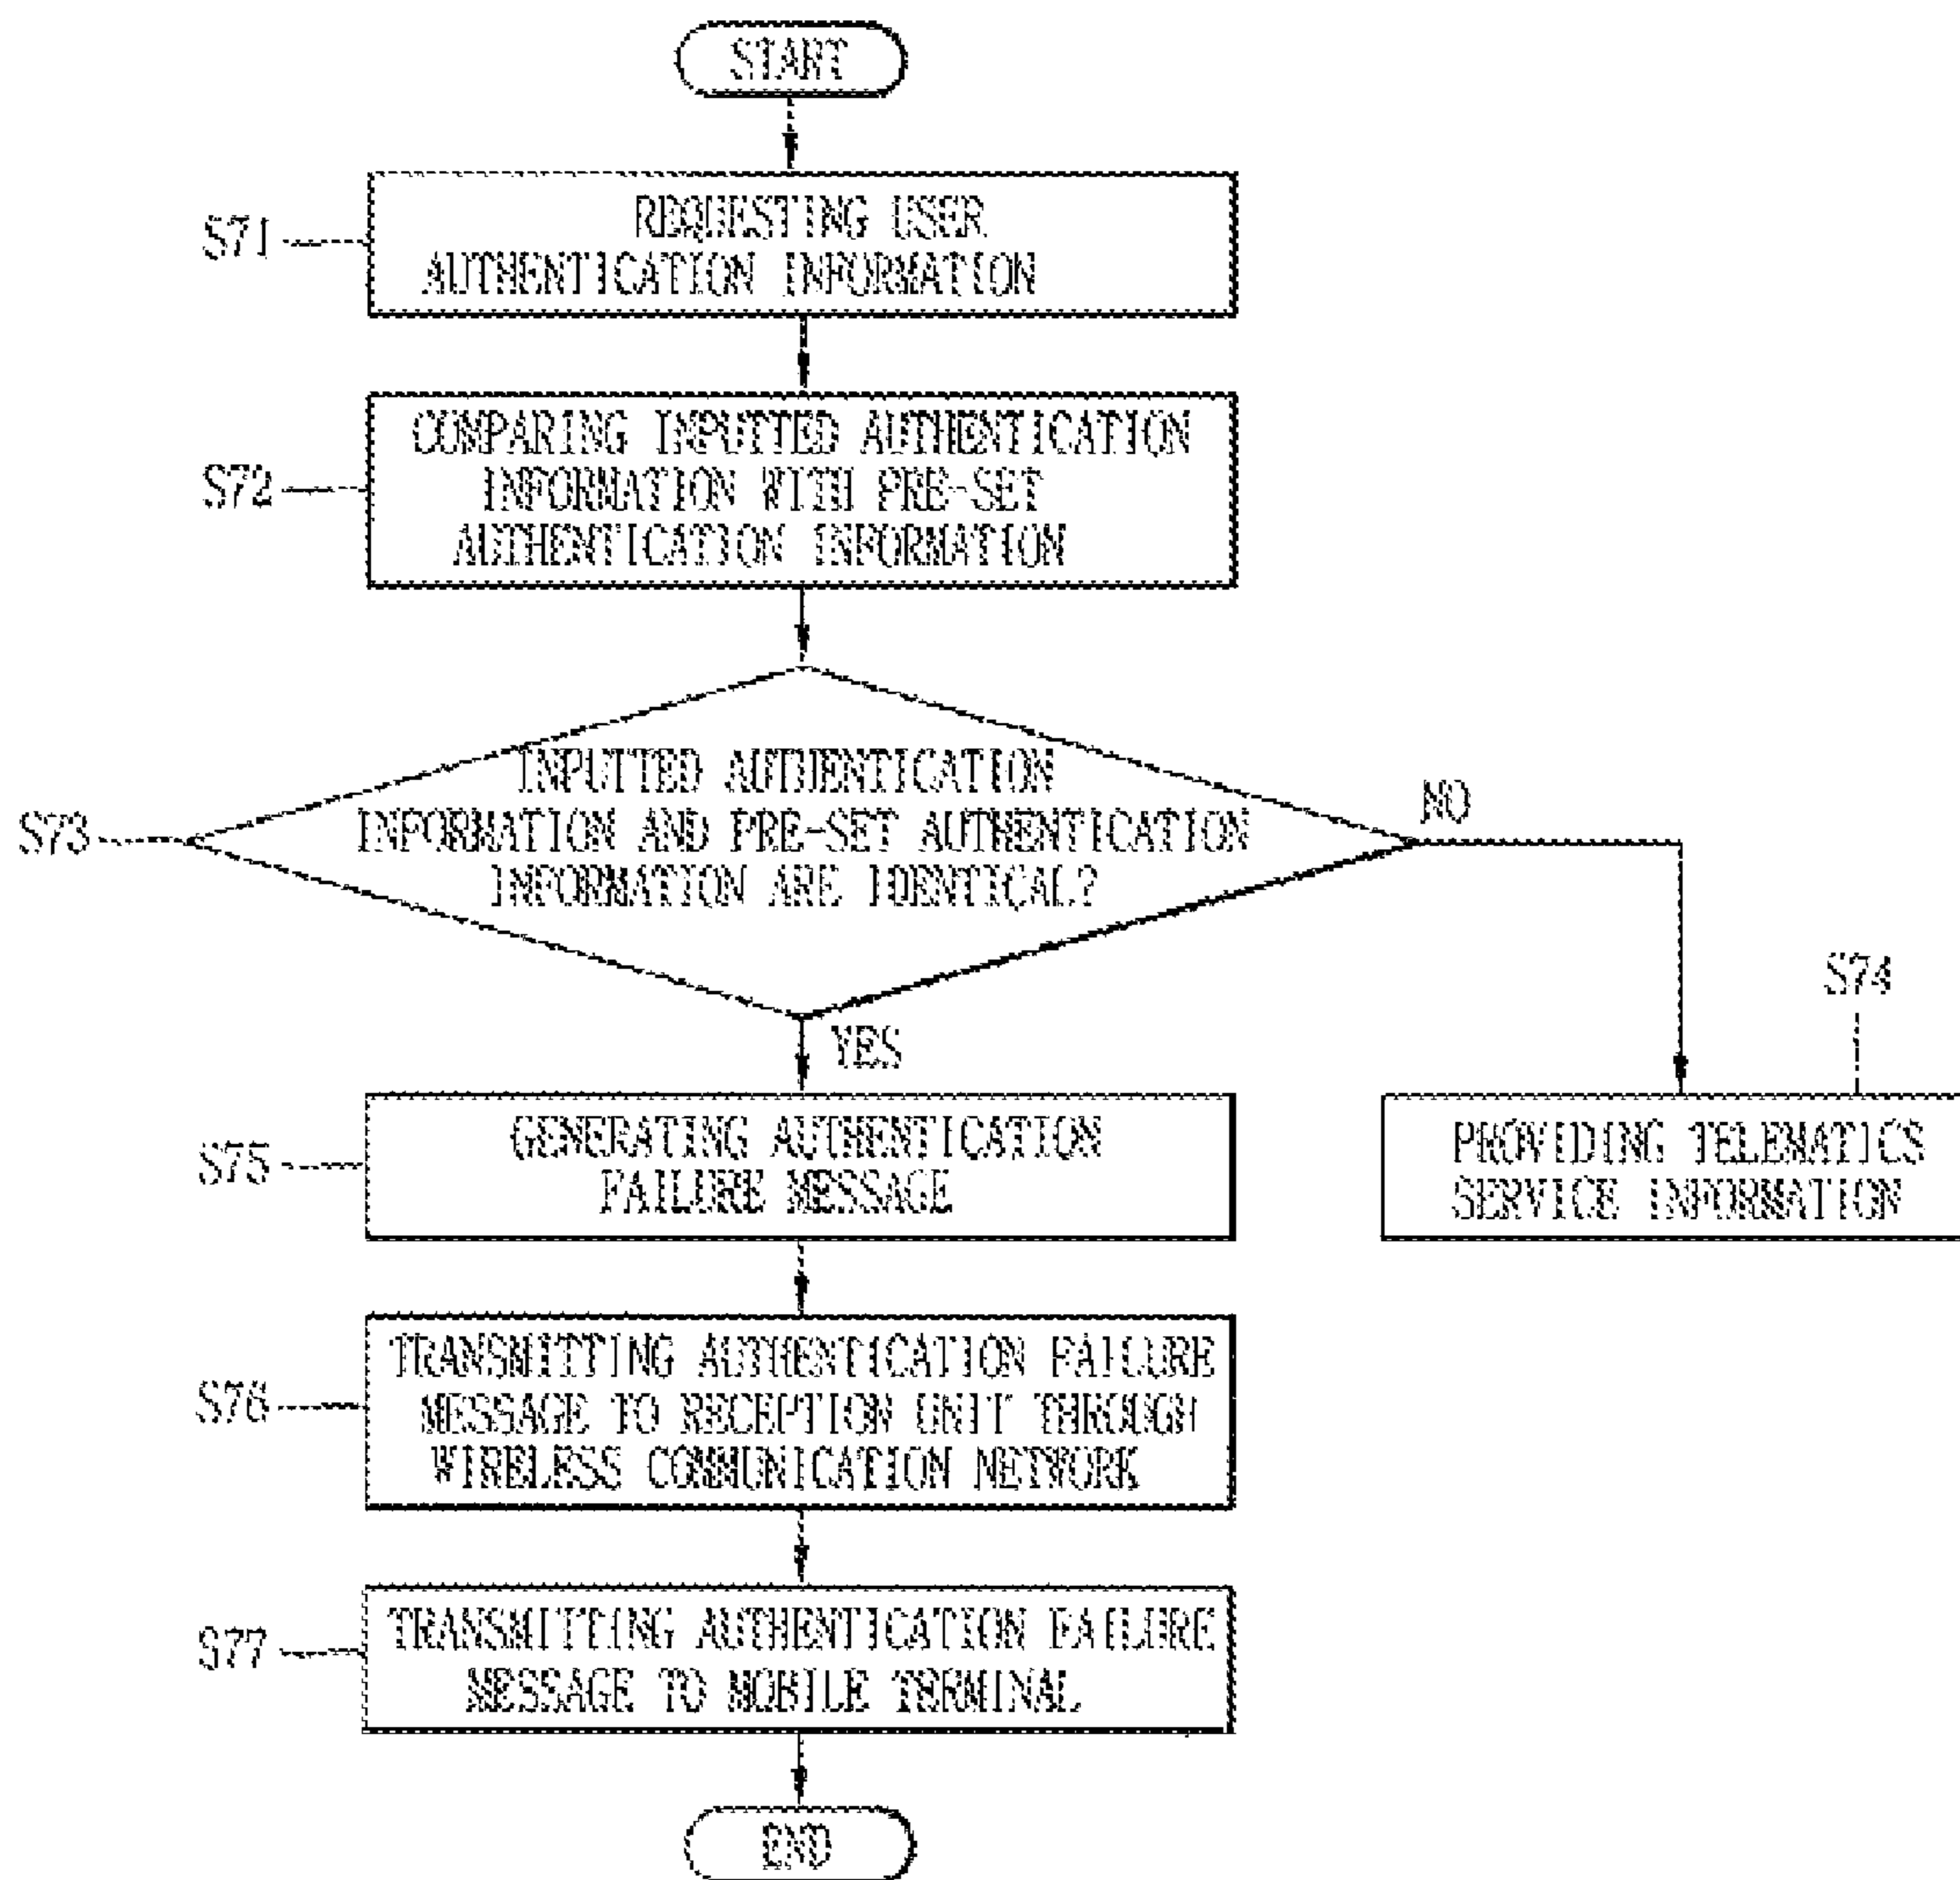 START
S71
REQUESTING USER
AUTHENTICATION INFORMATION
S72
COMPARING INPUTTED AUTHENTICATION
INFORMATION WITH PRE-SET
AUTHENTICATION INFORMATION
S73
INPUTTED AUTHENTICATION
INFORMATION AND PRE-SET AUTHENTICATION
INFORMATION ARE IDENTICAL?
NO
YES
S74
PROVIDING TELEMATICS
SERVICE INFORMATION
S75
GENERATING AUTHENTICATION
FAILURE MESSAGE
S76
TRANSMITTING AUTHENTICATION FAILURE
MESSAGE TO RECEPTION UNIT THROUGH
WIRELESS COMMUNICATION NETWORK
S77
TRANSMITTING AUTHENTICATION FAILURE
MESSAGE TO MOBILE TERMINAL
END